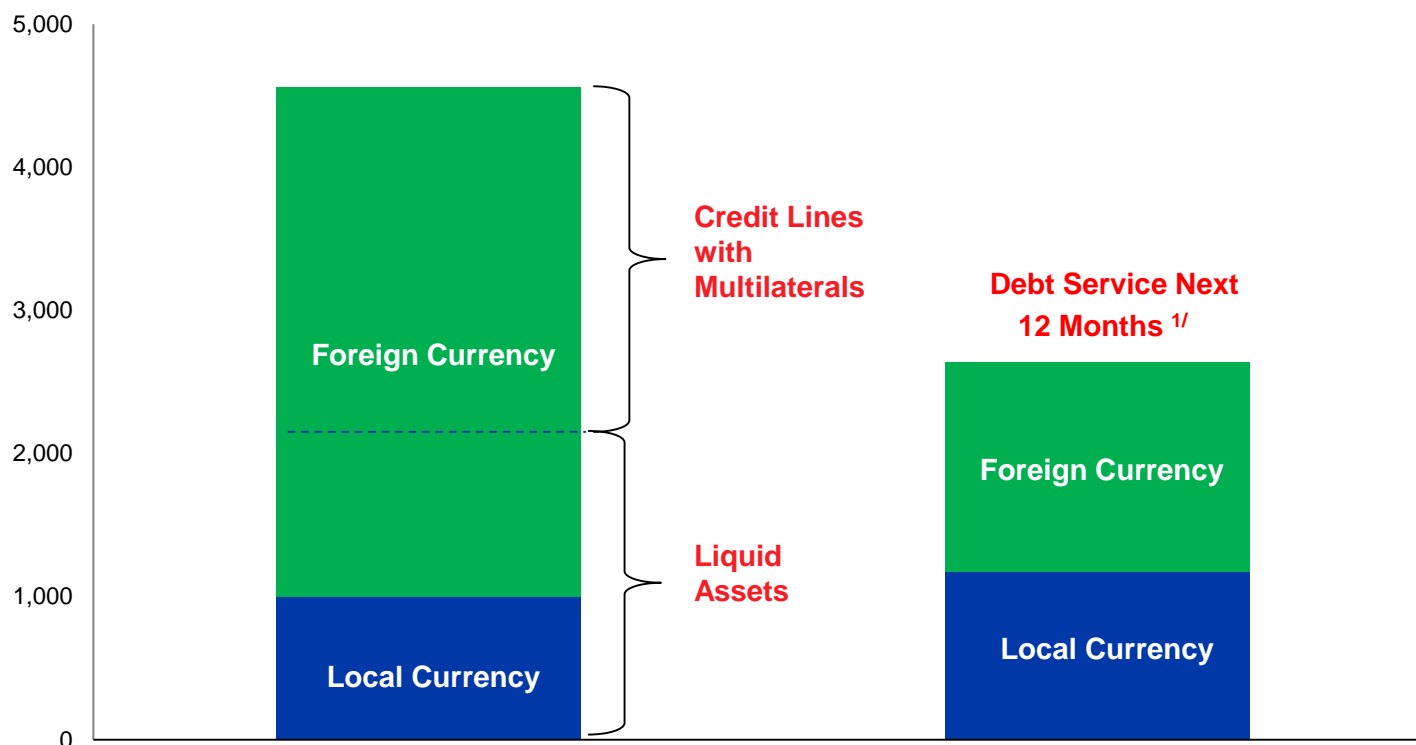 5,000
4,000
3,000
2,000
1,000
0
Foreign Currency
Local Currency
Credit Lines
with
Multilaterals
Liquid
Assets
Debt Service Next
12 Months 1/
Foreign Currency
Local Currency